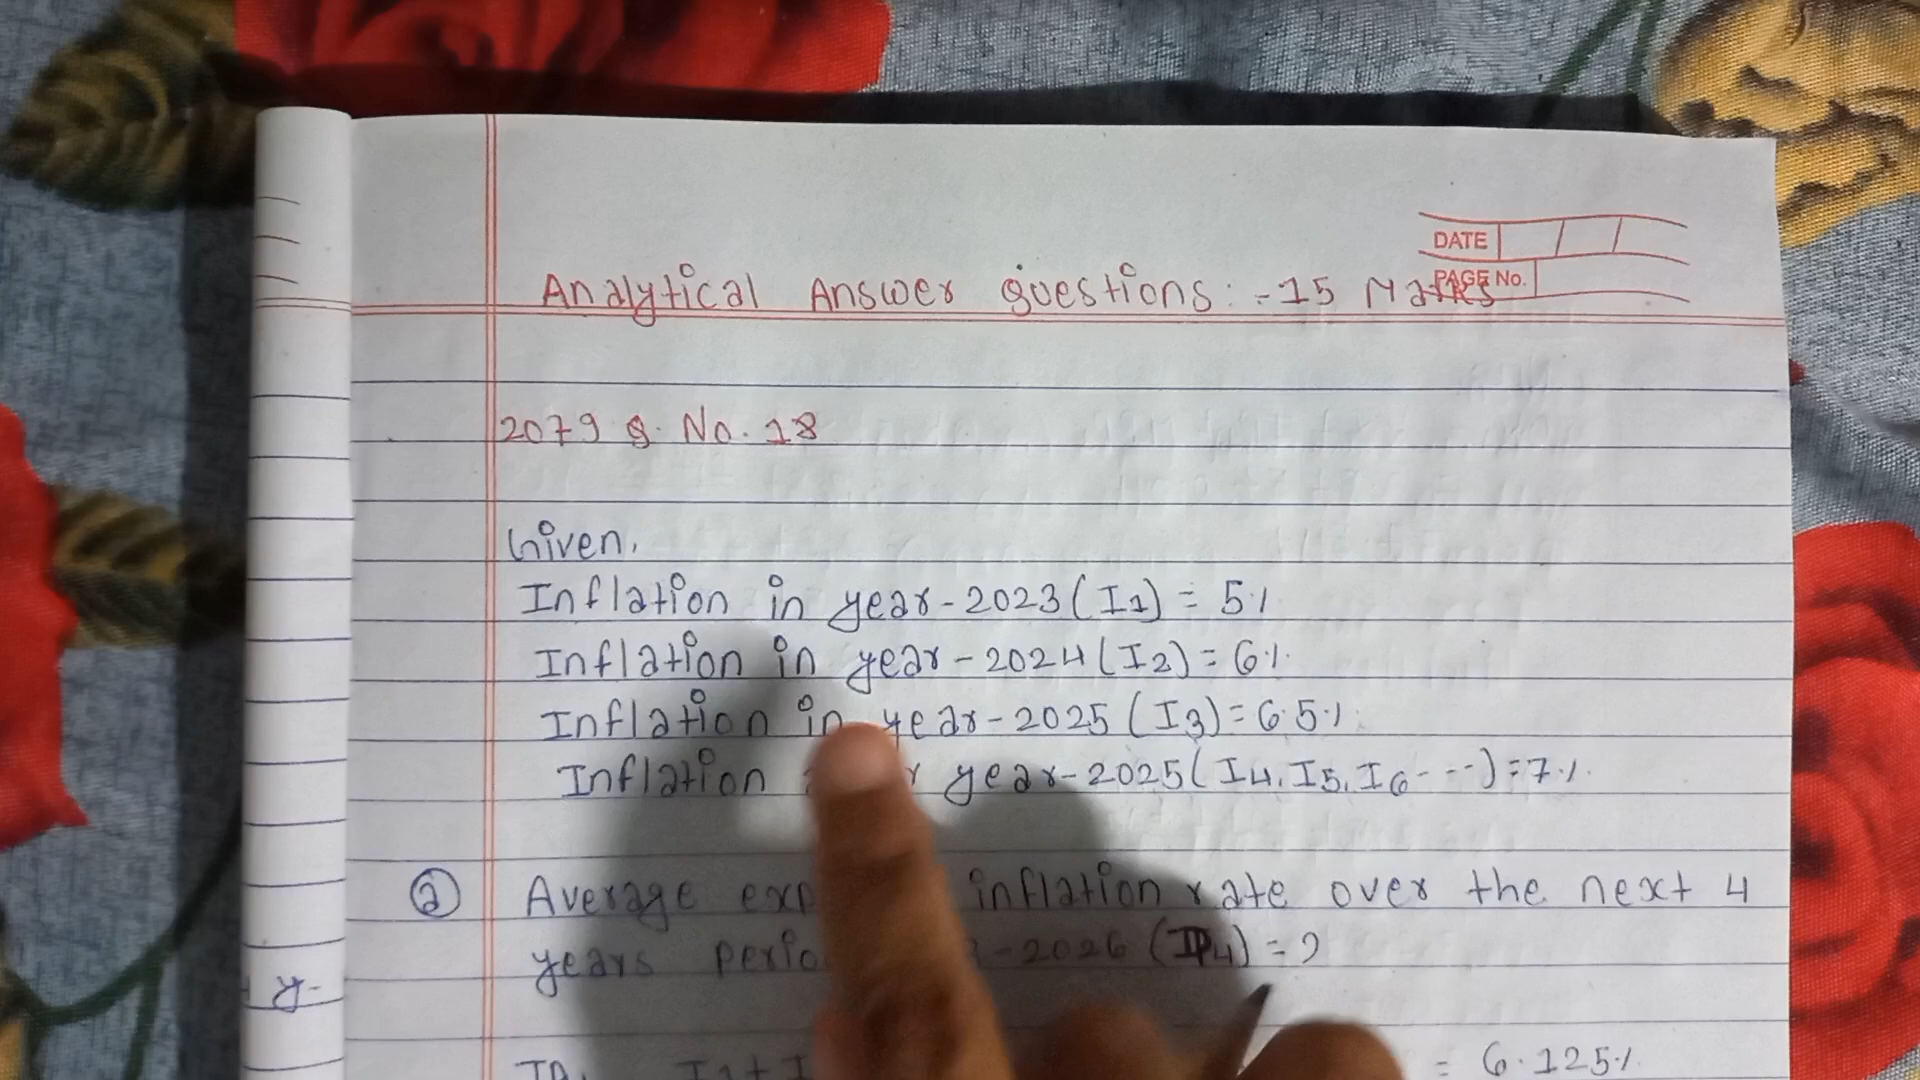 DATE
PAGE No.
Analytical Answer questions:-15 Marks
2079 Q. No. 18
Given,
Inflation in year-2023(I1) = 5%
Inflation in year-2024(I2) = 6%
Inflation in year-2025 (I3) = 6.5%
Inflation year-2025(I4, I5, I6 ---) = 7%
a Average inflation rate over the next 4
years 2026 (IP4) = ?
= 6.125%